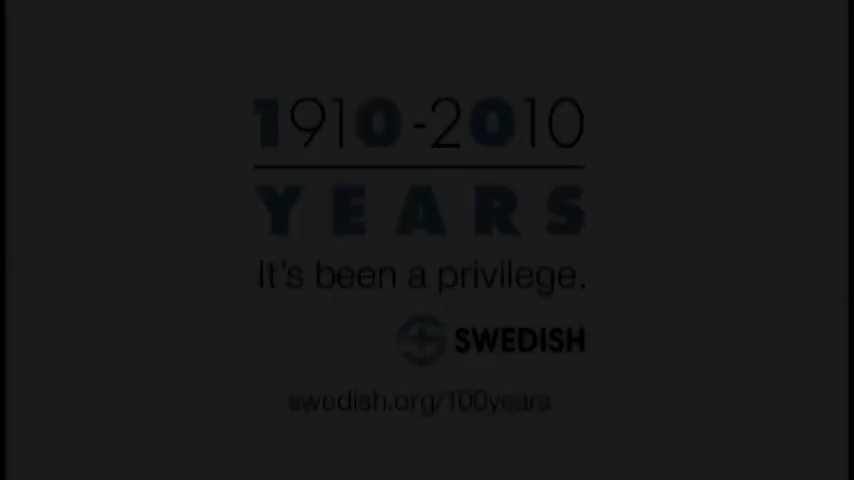 1910-2010
YEARS
It's been a privilege.
SWEDISH
swedish.org/100years